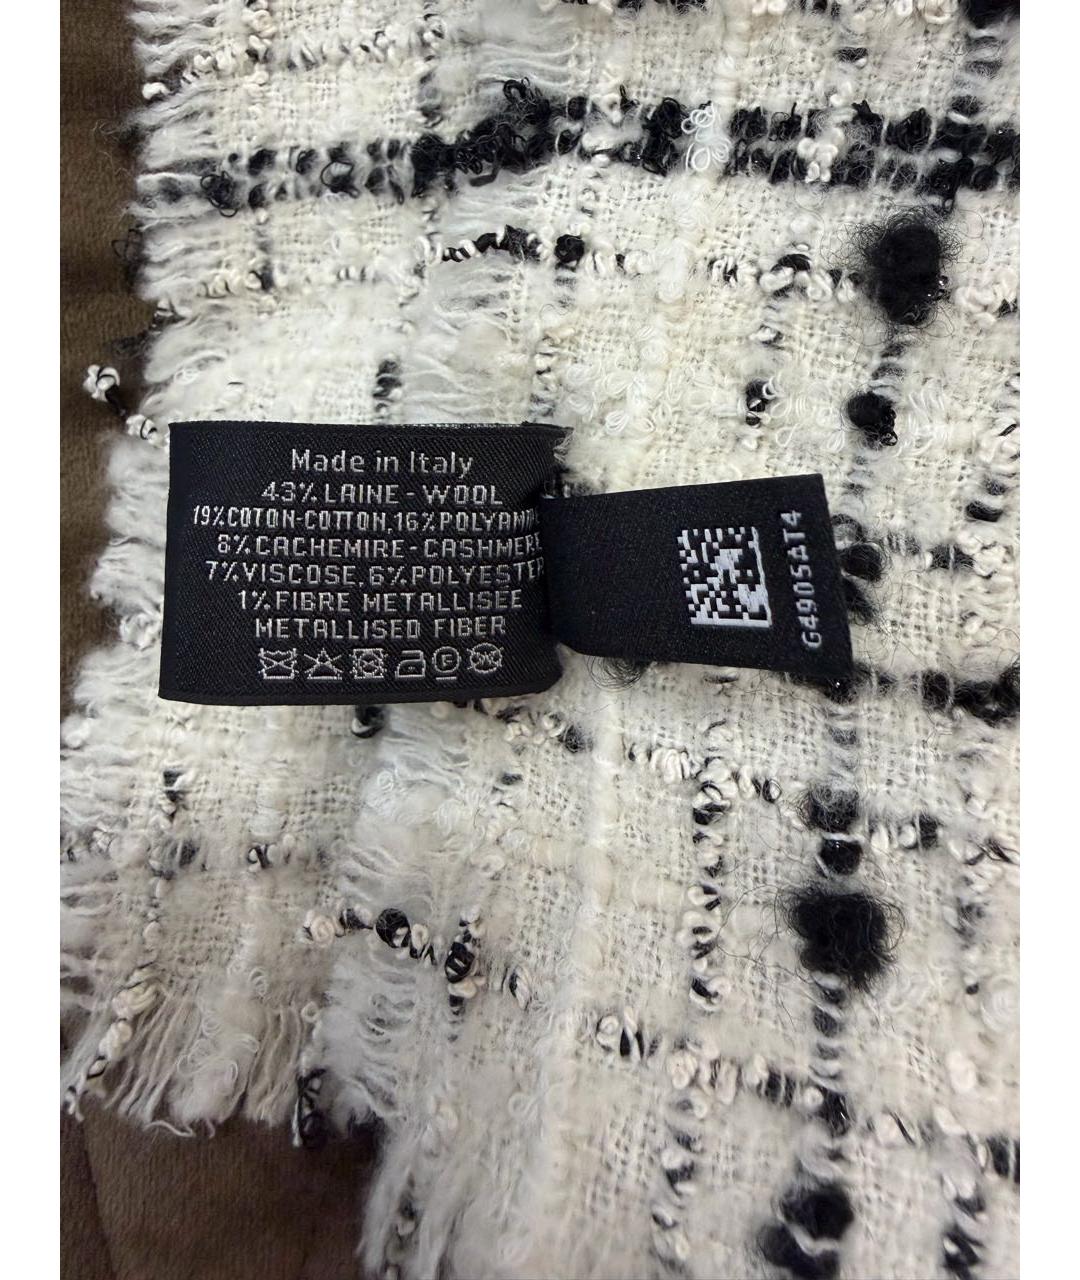 Made in Italy
43% LAINE - WOOL
19% COTON-COTTON, 16% POLYAMI
8% CACHEMIRE - CASHMERE
7% VISCOSE, 6% POLYESTER
1% FIBRE METALLISEE
METALLISED FIBER
G490SAT4